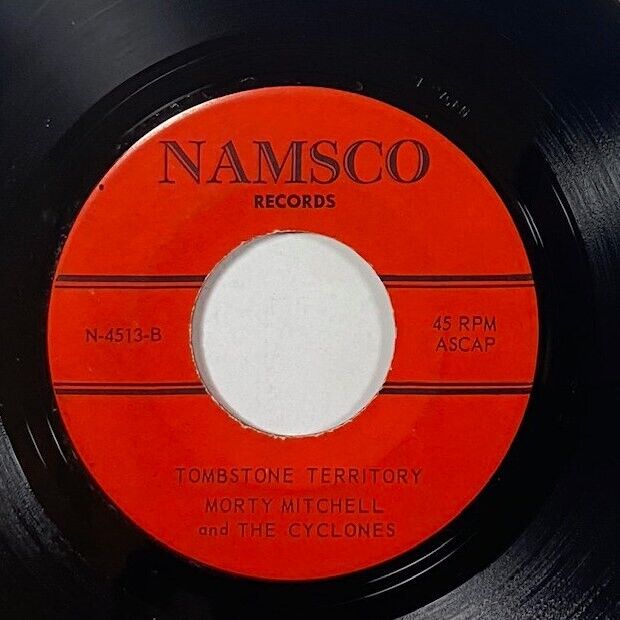 NAMSCO
RECORDS
N-4513-B
45 RPM
ASCAP
TOMBSTONE TERRITORY
MORTY MITCHELL
and THE CYCLONES